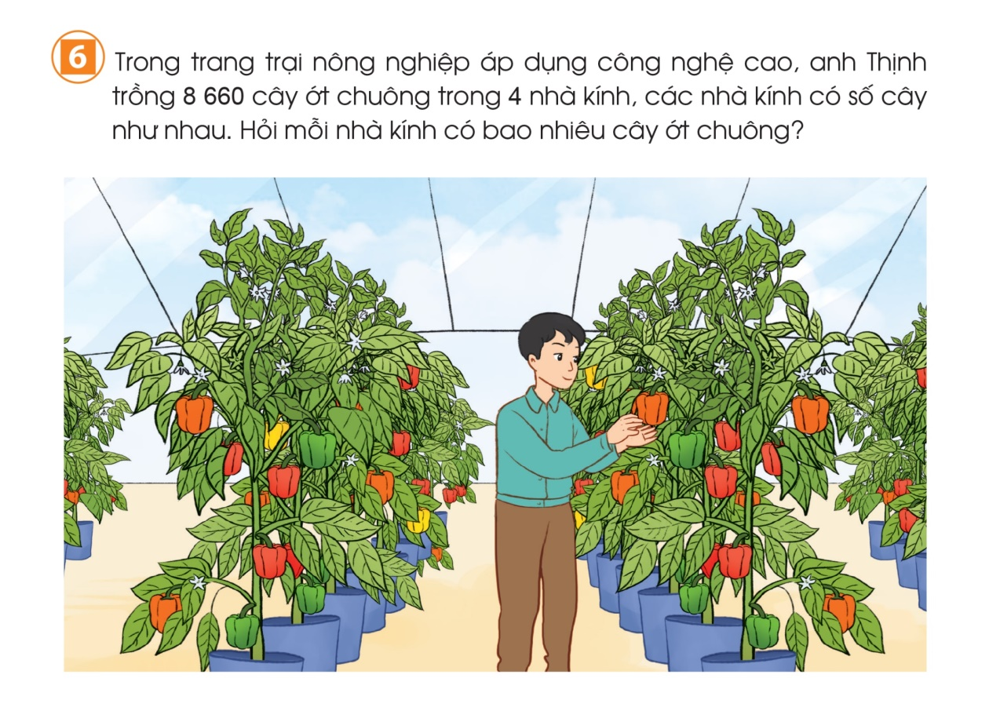 6 Trong trang trại nông nghiệp áp dụng công nghệ cao, anh Thịnh
trồng 8 660 cây ớt chuông trong 4 nhà kính, các nhà kính có số cây
như nhau. Hỏi mỗi nhà kính có bao nhiêu cây ớt chuông?